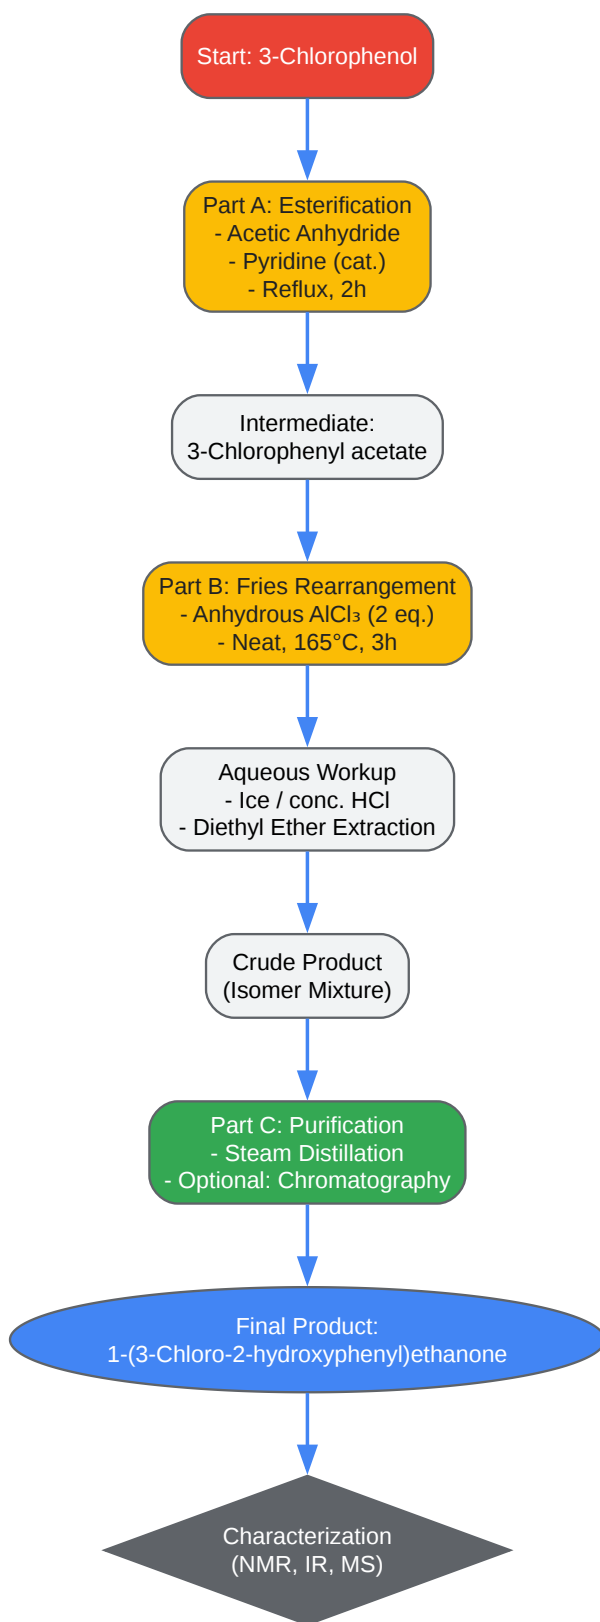 Start: 3-Chlorophenol
Part A: Esterification
- Acetic Anhydride
- Pyridine (cat.)
- Reflux, 2h
Intermediate:
3-Chlorophenyl acetate
Part B: Fries Rearrangement
- Anhydrous AlCl₃ (2 eq.)
- Neat, 165°C, 3h
Aqueous Workup
- Ice / conc. HCl
- Diethyl Ether Extraction
Crude Product
(Isomer Mixture)
Part C: Purification
- Steam Distillation
- Optional: Chromatography
Final Product:
1-(3-Chloro-2-hydroxyphenyl)ethanone
Characterization
(NMR, IR, MS)